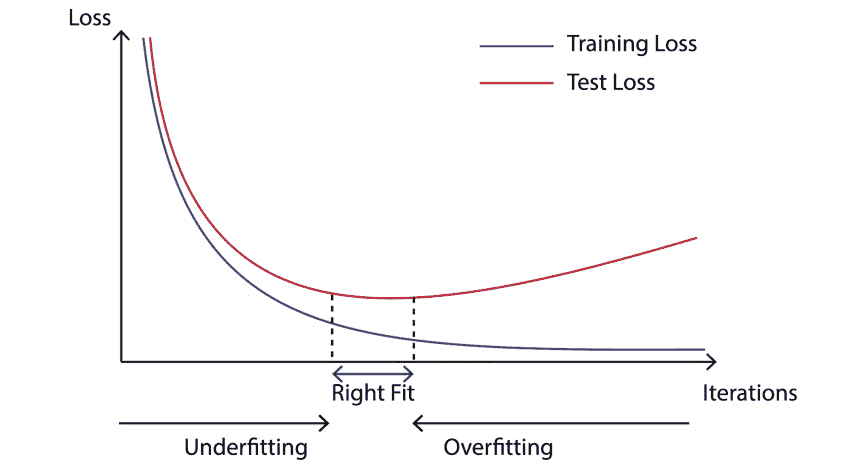 Loss
Training Loss
Test Loss
Right Fit
Iterations
Underfitting
Overfitting